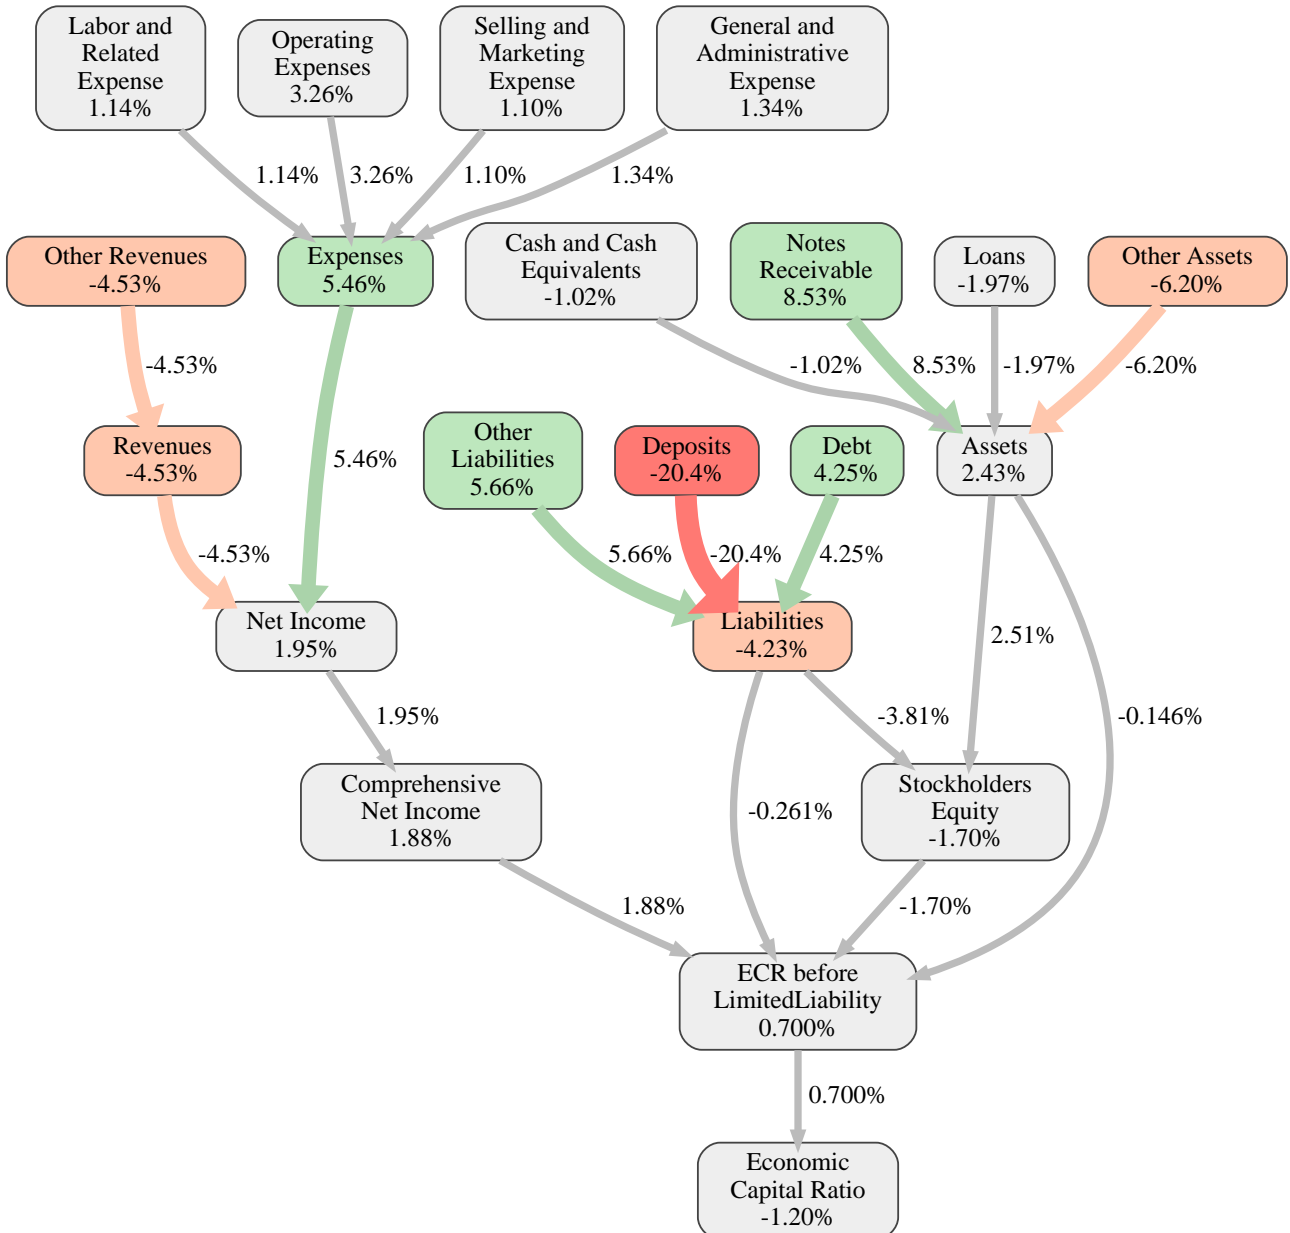 Labor and
Related
Expense
1.14%
Operating
Expenses
3.26%
Selling and
Marketing
Expense
1.10%
General and
Administrative
Expense
1.34%
1.14%
3.26%
1.10%
1.34%
Other Revenues
-4.53%
Expenses
5.46%
Cash and Cash
Equivalents
-1.02%
Notes
Receivable
8.53%
Loans
-1.97%
Other Assets
-6.20%
-4.53%
-1.02%
8.53%
-1.97%
-6.20%
Revenues
-4.53%
5.46%
Other
Liabilities
5.66%
Deposits
-20.4%
Debt
4.25%
Assets
2.43%
-4.53%
5.66%
-20.4%
4.25%
Net Income
1.95%
Liabilities
-4.23%
2.51%
1.95%
-3.81%
-0.146%
Comprehensive
Net Income
1.88%
-0.261%
Stockholders
Equity
-1.70%
1.88%
-1.70%
ECR before
LimitedLiability
0.700%
0.700%
Economic
Capital Ratio
-1.20%